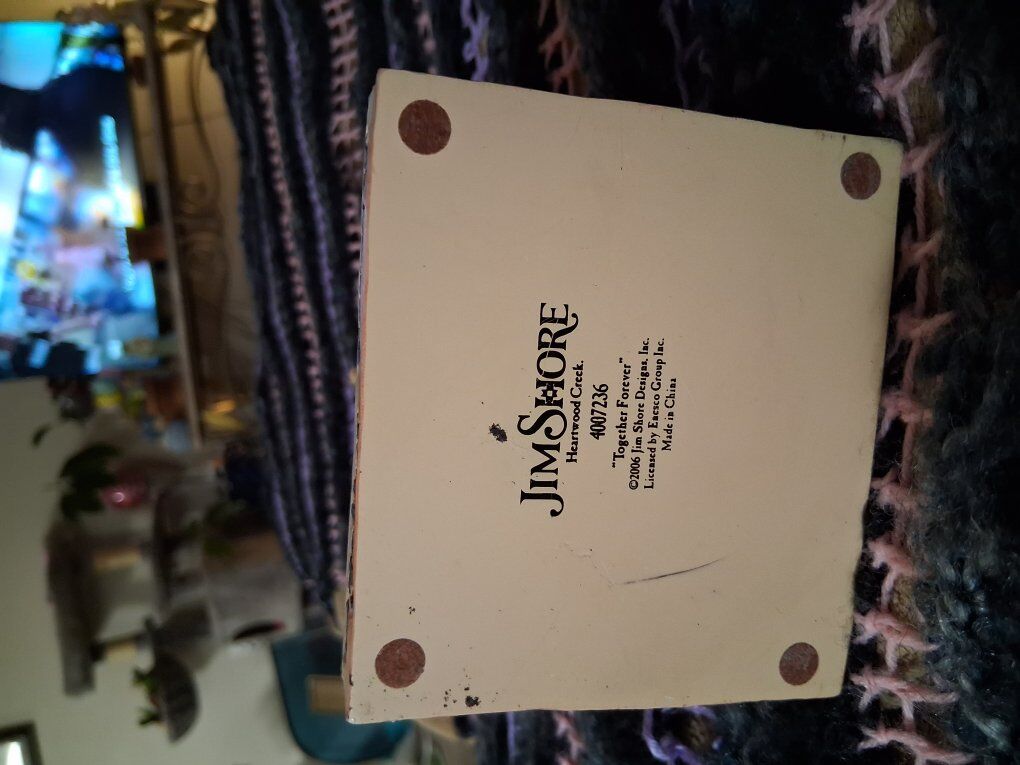 JIM SHORE
Heartwood Creek.
4007236
"Together Forever"
©2006 Jim Shore Designs, Inc.
Licensed by Enesco Group Inc.
Made in China